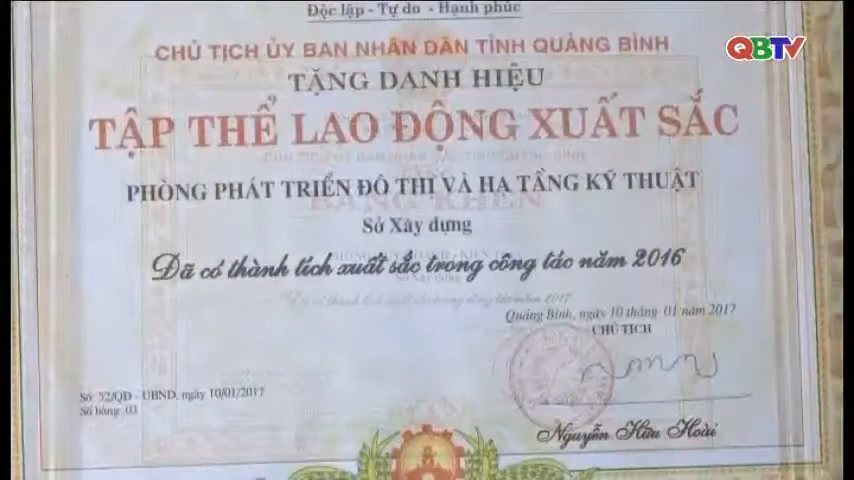 Độc lập - Tự do - Hạnh phúc
QBTV
CHỦ TỊCH ỦY BAN NHÂN DÂN TỈNH QUẢNG BÌNH
TẶNG DANH HIỆU
TẬP THỂ LAO ĐỘNG XUẤT SẮC
PHÒNG PHÁT TRIỂN ĐÔ THỊ VÀ HẠ TẦNG KỸ THUẬT
BẰNG KHEN
Sở Xây dựng
Đã có thành tích xuất sắc trong công tác năm 2016
Quảng Bình, ngày 10 tháng 01 năm 2017
CHỦ TỊCH
Số: 52/QĐ - UBND, ngày 10/01/2017
Số bằng: 03
Nguyễn Hữu Hoài